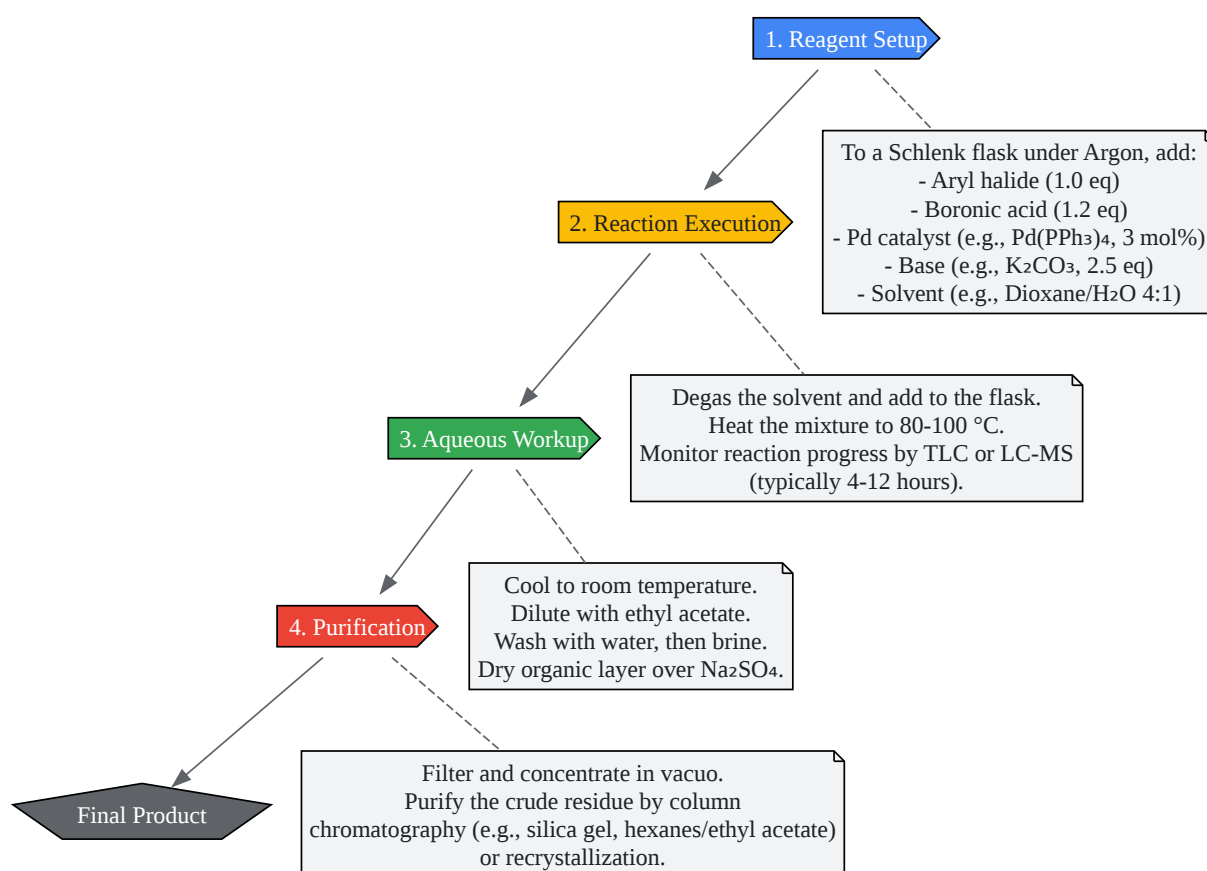 1. Reagent Setup
To a Schlenk flask under Argon, add:
- Aryl halide (1.0 eq)
- Boronic acid (1.2 eq)
- Pd catalyst (e.g., Pd(PPh₃)₄, 3 mol%)
- Base (e.g., K₂CO₃, 2.5 eq)
- Solvent (e.g., Dioxane/H₂O 4:1)
2. Reaction Execution
Degas the solvent and add to the flask.
Heat the mixture to 80-100 °C.
Monitor reaction progress by TLC or LC-MS
(typically 4-12 hours).
3. Aqueous Workup
Cool to room temperature.
Dilute with ethyl acetate.
Wash with water, then brine.
Dry organic layer over Na₂SO₄.
4. Purification
Filter and concentrate in vacuo.
Purify the crude residue by column
chromatography (e.g., silica gel, hexanes/ethyl acetate)
or recrystallization.
Final Product